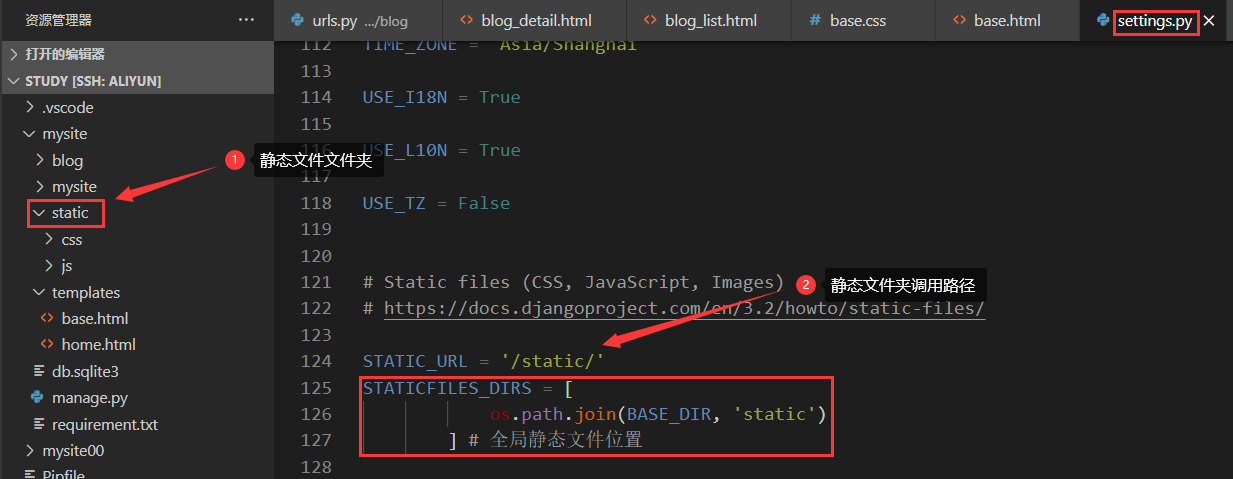 资源管理器 ···
urls.py .../blog
blog_detail.html
blog_list.html
# base.css
base.html
settings.py
打开的编辑器
STUDY [SSH: ALIYUN]
.vscode
mysite
blog
mysite
static
css
js
templates
base.html
home.html
db.sqlite3
manage.py
requirement.txt
mysite00
Pipfile
1 静态文件文件夹
2 静态文件夹调用路径
112 TIME_ZONE = 'Asia/Shanghai'
113
114 USE_I18N = True
115
116 USE_L10N = True
117
118 USE_TZ = False
119
120
121 # Static files (CSS, JavaScript, Images)
122 # https://docs.djangoproject.com/en/3.2/howto/static-files/
123
124 STATIC_URL = '/static/'
125 STATICFILES_DIRS = [
126 os.path.join(BASE_DIR, 'static')
127 ] # 全局静态文件位置
128